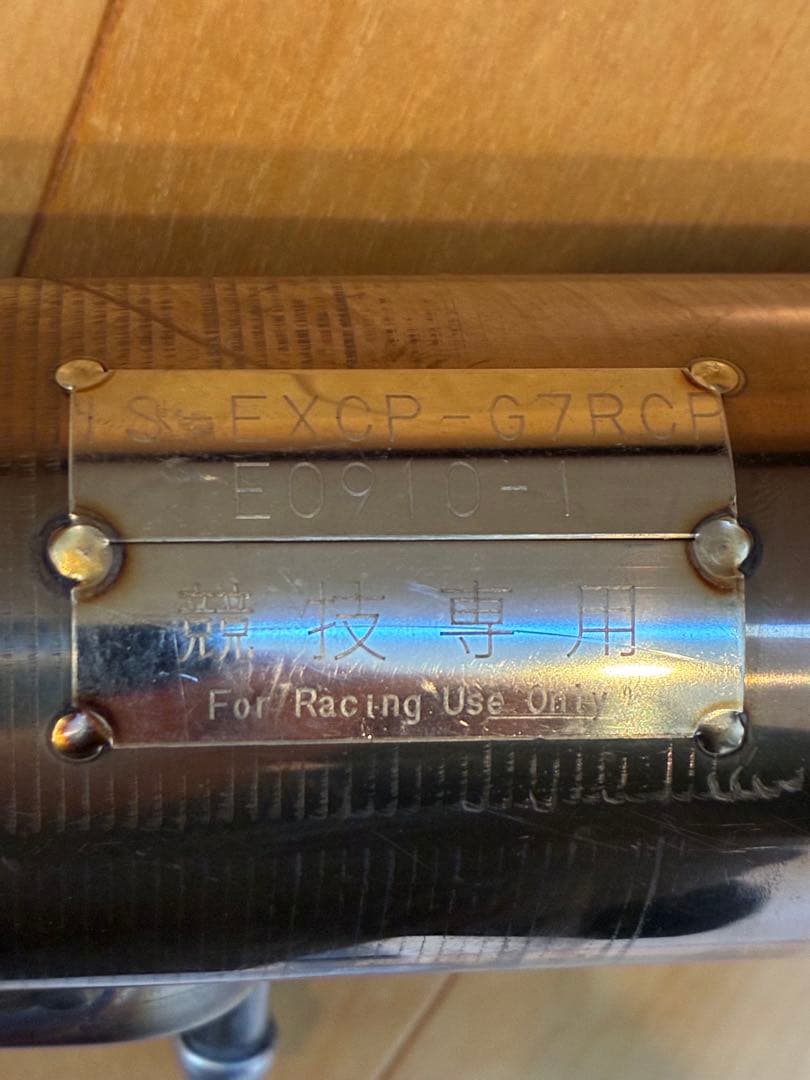 S-EXCP-G7RCP
E0910-1
競技専用
For Racing Use Only!